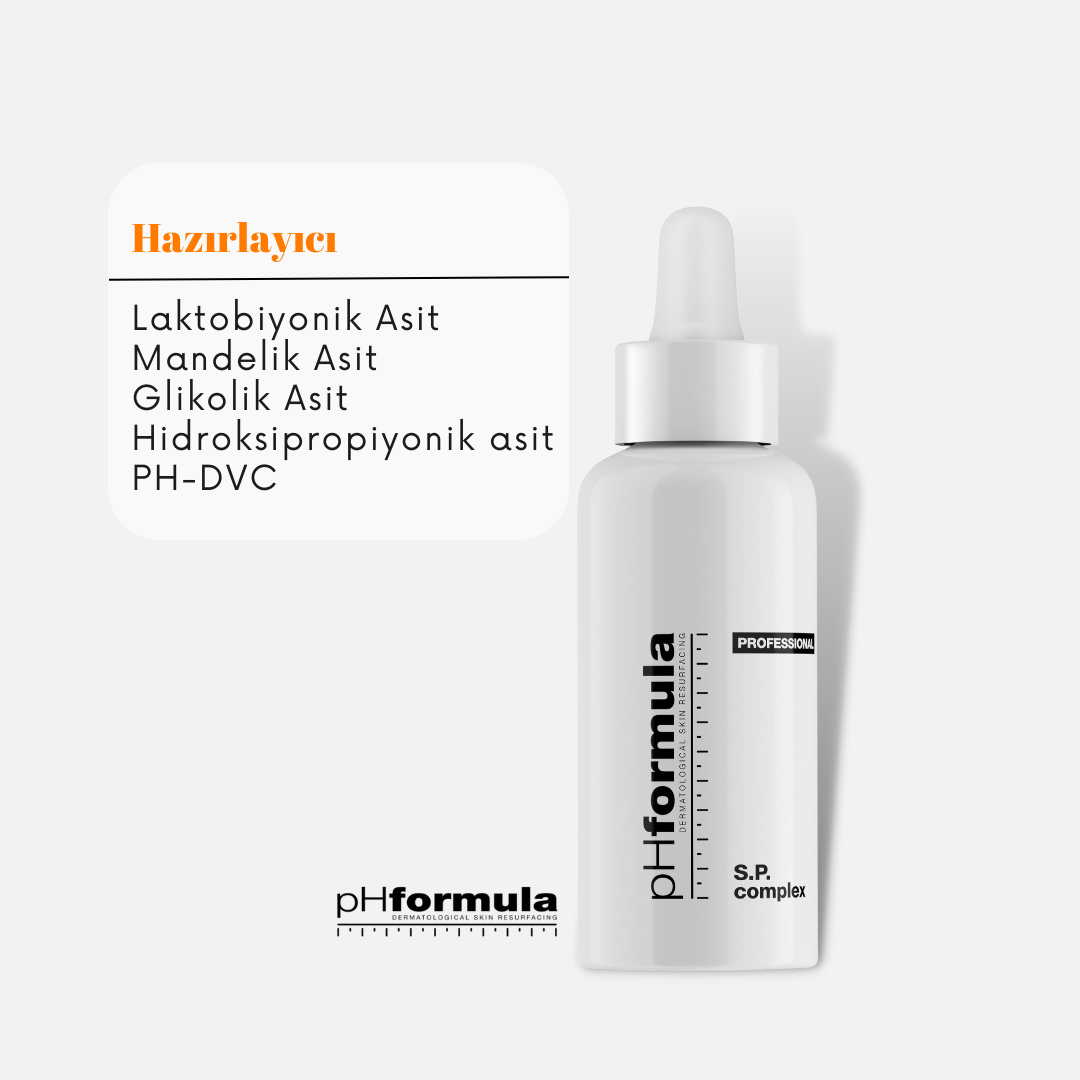 Hazırlayıcı
Laktobiyonik Asit
Mandelik Asit
Glikolik Asit
Hidroksipropiyonik asit
PH-DVC
pHformula
DERMATOLOGICAL SKIN RESURFACING
PROFESSIONAL
S.P.
complex
pHformula
DERMATOLOGICAL SKIN RESURFACING